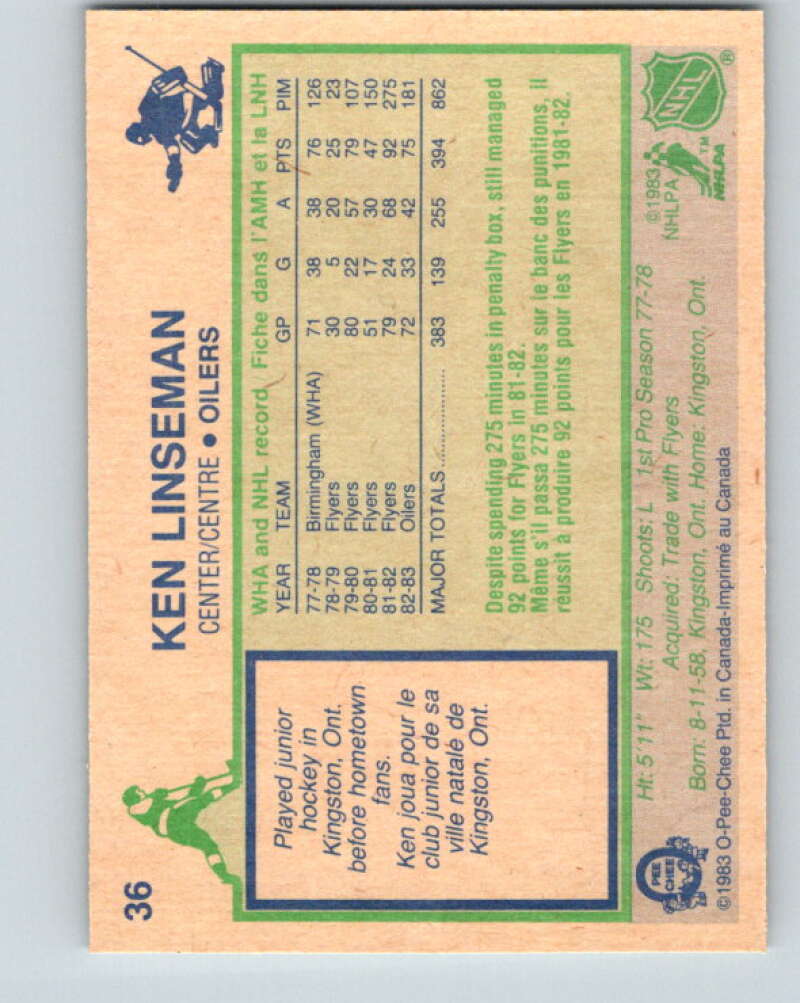 36
KEN LINSEMAN
CENTER/CENTRE • OILERS
Played junior
hockey in
Kingston, Ont.
before hometown
fans.
Ken joua pour le
club junior de sa
ville natale de
Kingston, Ont.
WHA and NHL record Fiche dans l'AMH et la LNH
YEAR TEAM GP G A PTS PIM
77-78 Birmingham (WHA) 71 38 38 76 126
78-79 Flyers 30 5 20 25 23
79-80 Flyers 80 22 57 79 107
80-81 Flyers 51 17 30 47 150
81-82 Flyers 79 24 68 92 275
82-83 Oilers 72 33 42 75 181
MAJOR TOTALS.................. 383 139 255 394 862
Despite spending 275 minutes in penalty box, still managed
92 points for Flyers in 81-82.
Même s'il passa 275 minutes sur le banc des punitions, il
réussit à produire 92 points pour les Flyers en 1981-82.
PEE
CHEE
Ht: 5'11" Wt: 175 Shoots: L 1st Pro Season 77-78
Acquired: Trade with Flyers
Born: 8-11-58, Kingston, Ont. Home: Kingston, Ont.
©1983 O-Pee-Chee Ptd. in Canada-Imprimé au Canada
©1983
NHLPA
NHL
®
TM
NHLPA